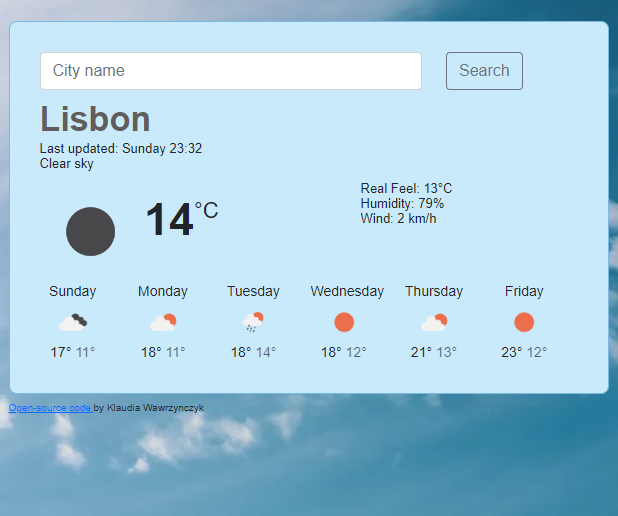 City name
Search
Lisbon
Last updated: Sunday 23:32
Clear sky
14°C
Real Feel: 13°C
Humidity: 79%
Wind: 2 km/h
Sunday Monday Tuesday Wednesday Thursday Friday
17° 11° 18° 11° 18° 14° 18° 12° 21° 13° 23° 12°
Open-source code by Klaudia Wawrzynczyk